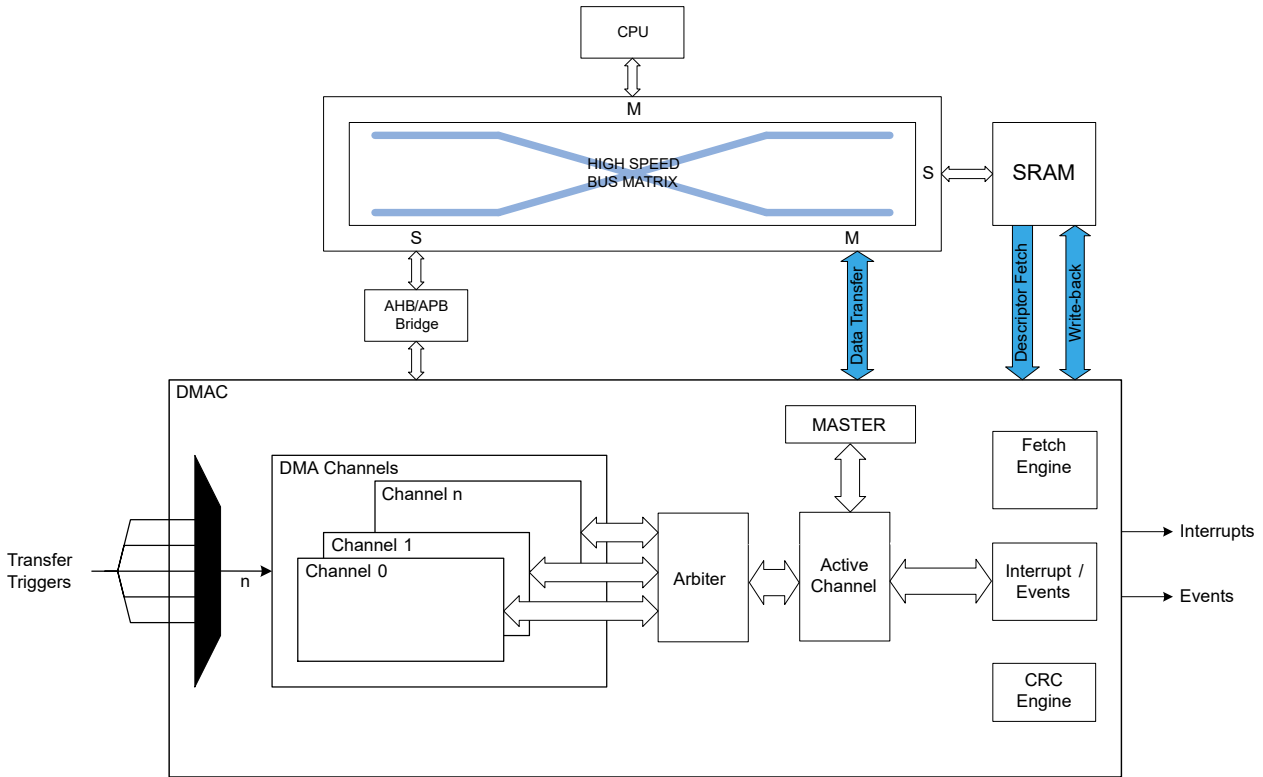 CPU
M
HIGH SPEED
BUS MATRIX
S
SRAM
S
M
AHB/APB
Bridge
Data Transfer
Descriptor Fetch
Write-back
DMAC
MASTER
Fetch
Engine
DMA Channels
Channel n
Channel 1
Channel 0
Transfer
Triggers
n
Arbiter
Active
Channel
Interrupt /
Events
Interrupts
Events
CRC
Engine